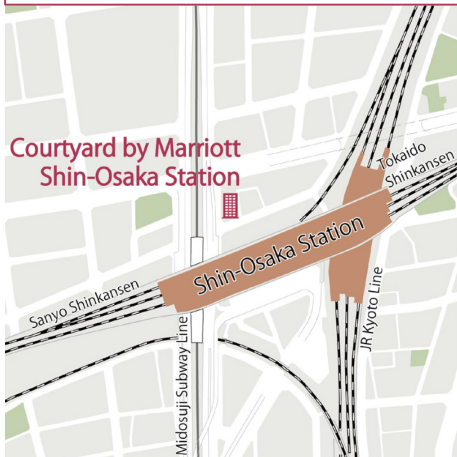 Courtyard by Marriott
Shin-Osaka Station
Tokaido
Shinkansen
Shin-Osaka Station
Sanyo Shinkansen
JR Kyoto Line
Midosuji Subway Line